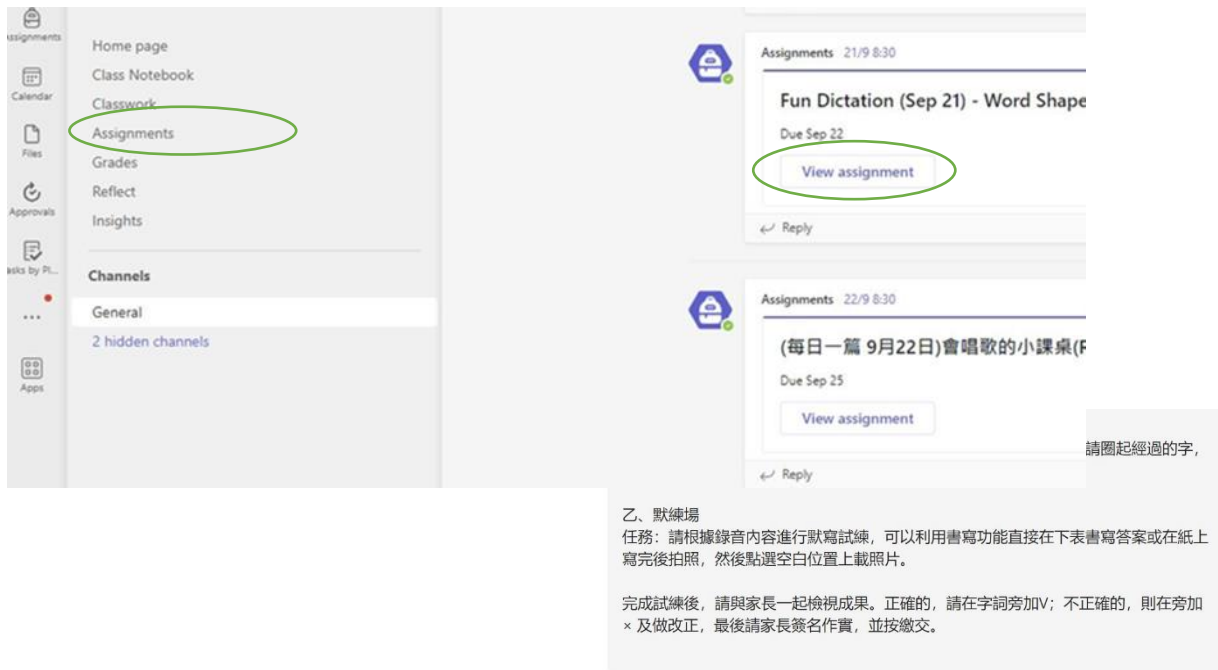 Assignments
Calendar
Files
Approvals
...
Apps
Home page
Class Notebook
Classwork
Assignments
Grades
Reflect
Insights
Channels
General
2 hidden channels
Assignments 21/9 8:30
Fun Dictation (Sep 21) - Word Shape
Due Sep 22
View assignment
Reply
Assignments 22/9 8:30
(每日一篇 9月22日)會唱歌的小課桌(R
Due Sep 25
View assignment
Reply
請圈起經過的字，
乙、默練場
任務：請根據錄音內容進行默寫試練，可以利用書寫功能直接在下表書寫答案或在紙上
寫完後拍照，然後點選空白位置上載照片。
完成試練後，請與家長一起檢視成果。正確的，請在字詞旁加V；不正確的，則在旁加
× 及做改正，最後請家長簽名作實，並按繳交。